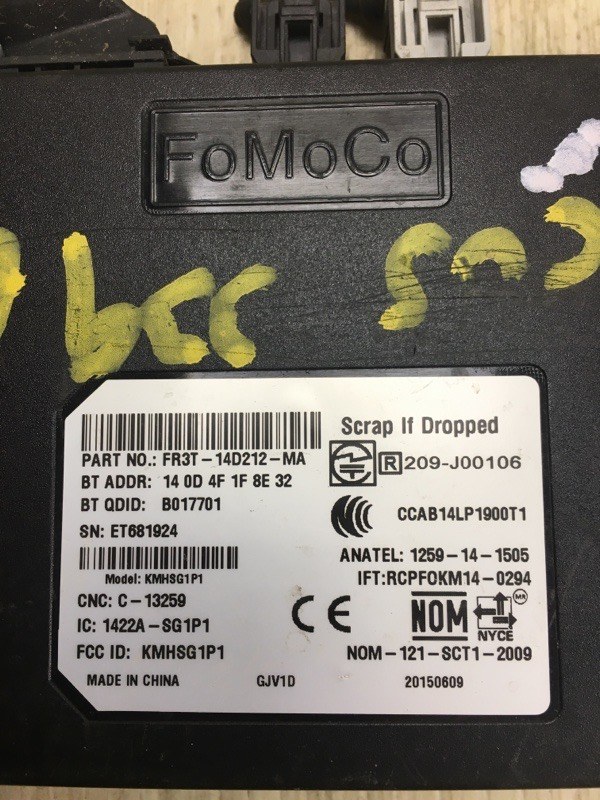 FoMoCo
Scrap If Dropped
PART NO.: FR3T-14D212-MA
R 209-J00106
BT ADDR: 14 0D 4F 1F 8E 32
BT QDID: B017701
CCAB14LP1900T1
SN: ET681924
ANATEL: 1259-14-1505
Model: KMHSG1P1
IFT:RCPFOKM14-0294
CNC: C-13259
CE
NOM
MR
NYCE
IC: 1422A-SG1P1
FCC ID: KMHSG1P1
NOM-121-SCT1-2009
MADE IN CHINA
GJV1D
20150609